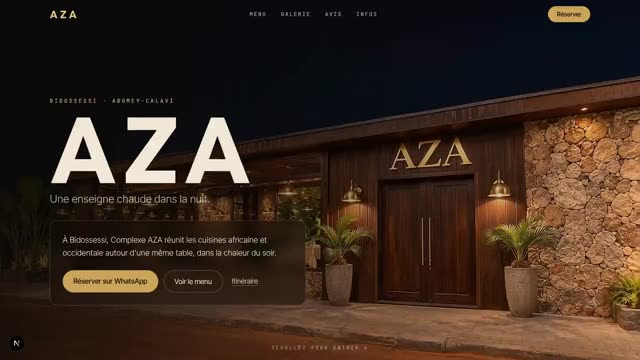 AZA
MENU GALERIE AVIS INFOS
Réserver
BIDOSSESSI · ABOMEY-CALAVI
AZA
Une enseigne chaude dans la nuit.
À Bidossessi, Complexe AZA réunit les cuisines africaine et
occidentale autour d'une même table, dans la chaleur du soir.
Réserver sur WhatsApp
Voir le menu
Itinéraire
AZA
SCROLLEZ POUR ENTRER ↓
N